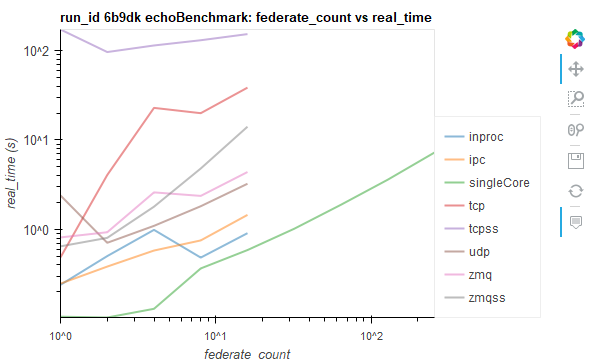 run_id 6b9dk echoBenchmark: federate_count vs real_time
10^2
10^1
10^0
real_time (s)
10^0
10^1
10^2
federate_count
inproc
ipc
singleCore
tcp
tcpss
udp
zmq
zmqss